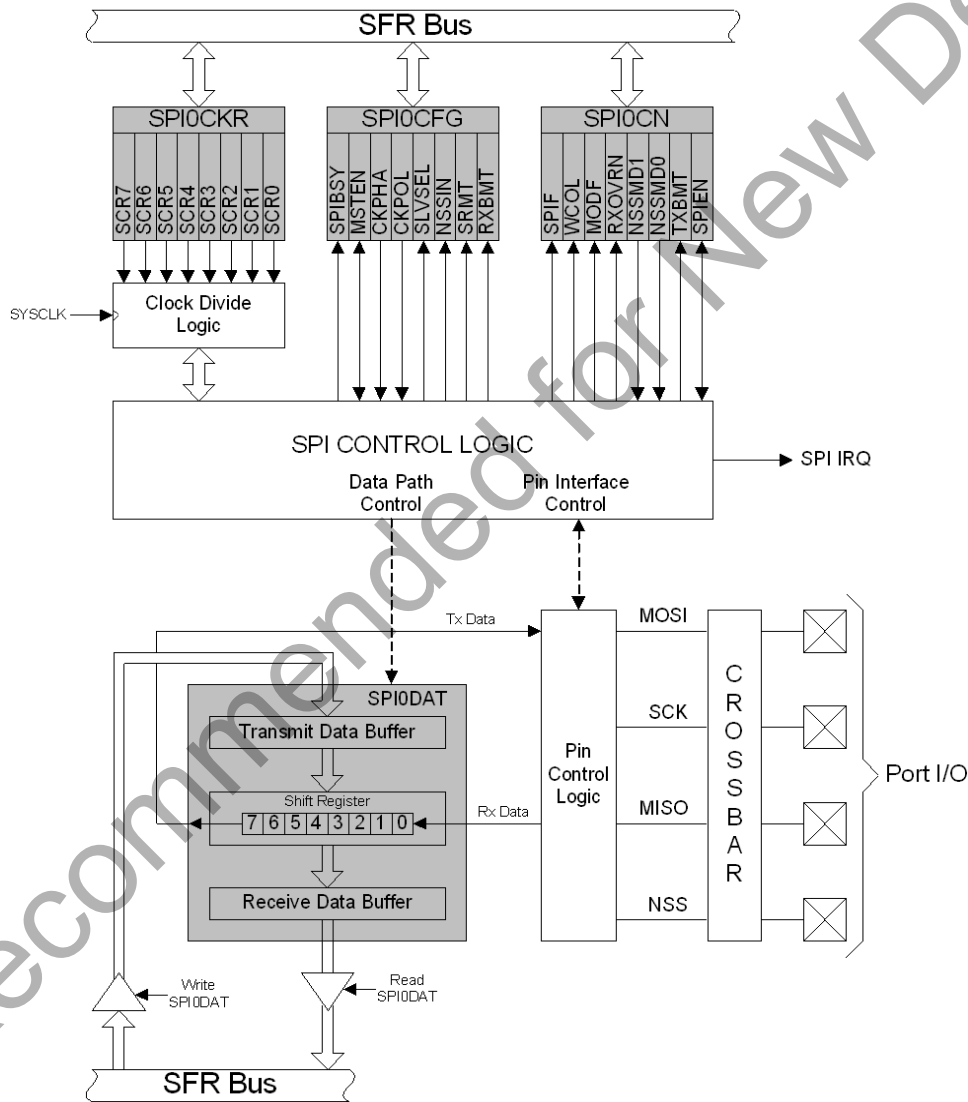 SFR Bus
SPI0CKR
SCR7
SCR6
SCR5
SCR4
SCR3
SCR2
SCR1
SCR0
SPI0CFG
SPIBSY
MSTEN
CKPHA
CKPOL
SLVSEL
NSSIN
SRMT
RXBMT
SPI0CN
SPIF
WCOL
MODF
RXOVRN
NSSMD1
NSSMD0
TXBMT
SPIEN
SYSCLK
Clock Divide
Logic
SPI CONTROL LOGIC
Data Path
Control
Pin Interface
Control
SPI IRQ
Tx Data
SPI0DAT
Transmit Data Buffer
Shift Register
7 6 5 4 3 2 1 0
Rx Data
Receive Data Buffer
Pin
Control
Logic
MOSI
SCK
MISO
NSS
CROSSBAR
Port I/O
Write
SPI0DAT
Read
SPI0DAT
SFR Bus
ecommended for New De